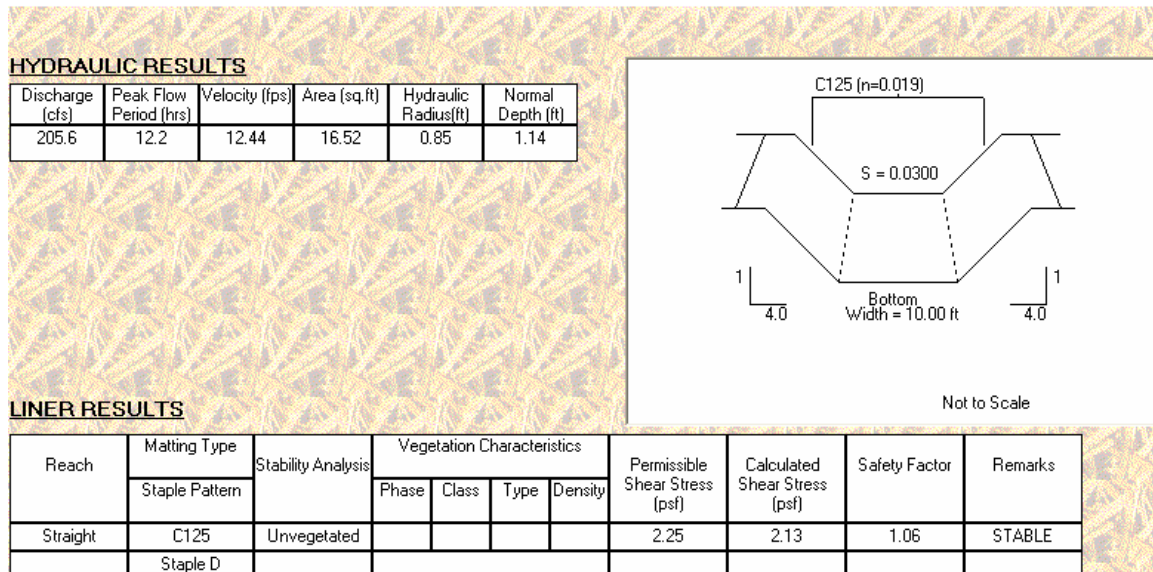 HYDRAULIC RESULTS
Discharge (cfs) Peak Flow Period (hrs) Velocity (fps) Area (sq.ft) Hydraulic Radius(ft) Normal Depth (ft)
205.6 12.2 12.44 16.52 0.85 1.14
C125 (n=0.019)
S = 0.0300
1 1
4.0 Bottom Width = 10.00 ft 4.0
Not to Scale
LINER RESULTS
Reach Matting Type Stability Analysis Vegetation Characteristics Permissible Shear Stress (psf) Calculated Shear Stress (psf) Safety Factor Remarks
Staple Pattern Phase Class Type Density
Straight C125 Unvegetated 2.25 2.13 1.06 STABLE
Staple D